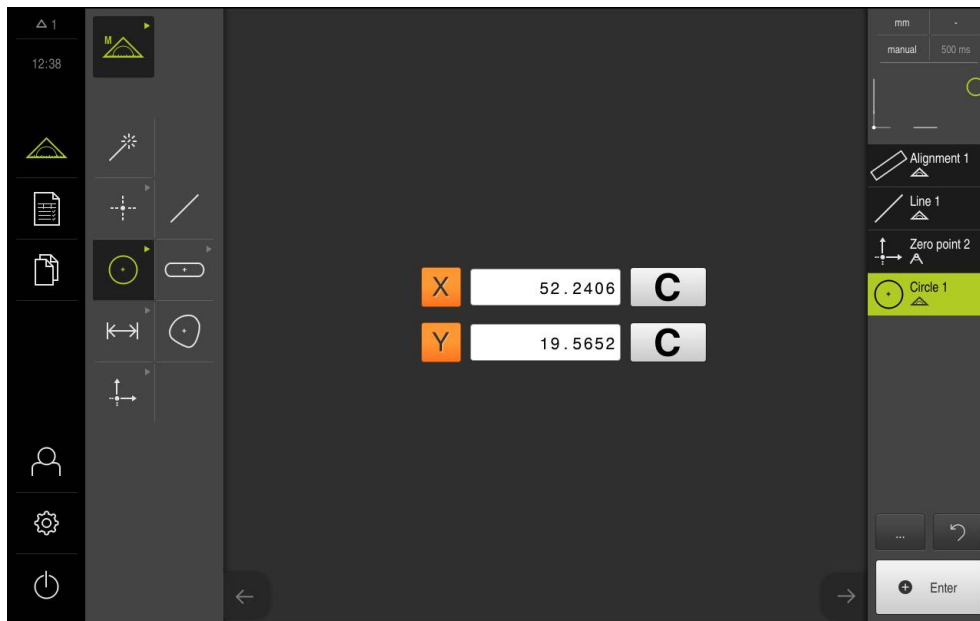 1
12:38
M
X 52.2406 C
Y 19.5652 C
mm -
manual 500 ms
Alignment 1
Line 1
Zero point 2
Circle 1
...
Enter